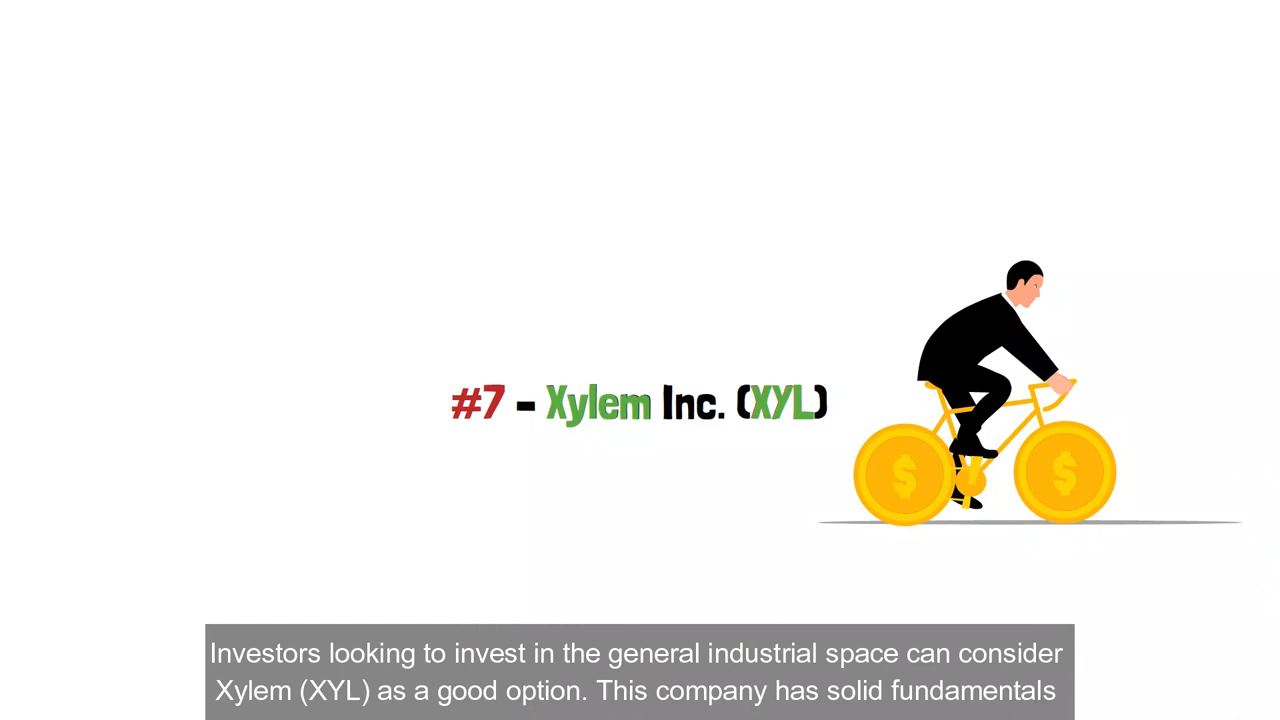 #7 - Xylem Inc. (XYL)
$ $
Investors looking to invest in the general industrial space can consider
Xylem (XYL) as a good option. This company has solid fundamentals